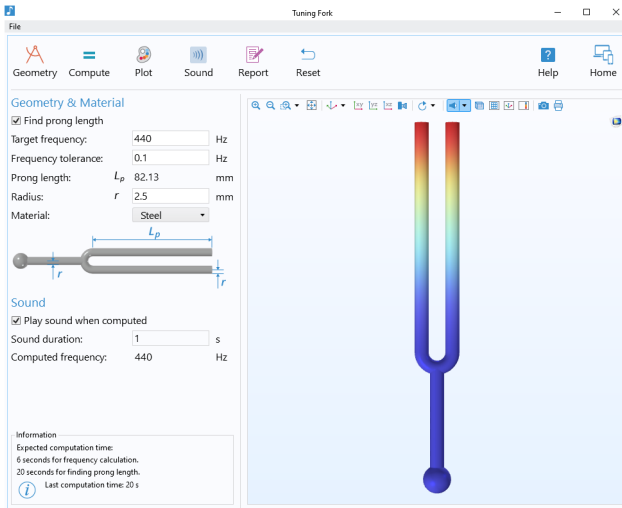 Tuning Fork
File
Geometry Compute Plot Sound Report Reset Help Home
Geometry & Material
Find prong length
Target frequency: 440 Hz
Frequency tolerance: 0.1 Hz
Prong length: Lp 82.13 mm
Radius: r 2.5 mm
Material: Steel
Lp
r
r
Sound
Play sound when computed
Sound duration: 1 s
Computed frequency: 440 Hz
Information
Expected computation time:
6 seconds for frequency calculation.
20 seconds for finding prong length.
Last computation time: 20 s
xy yz xz